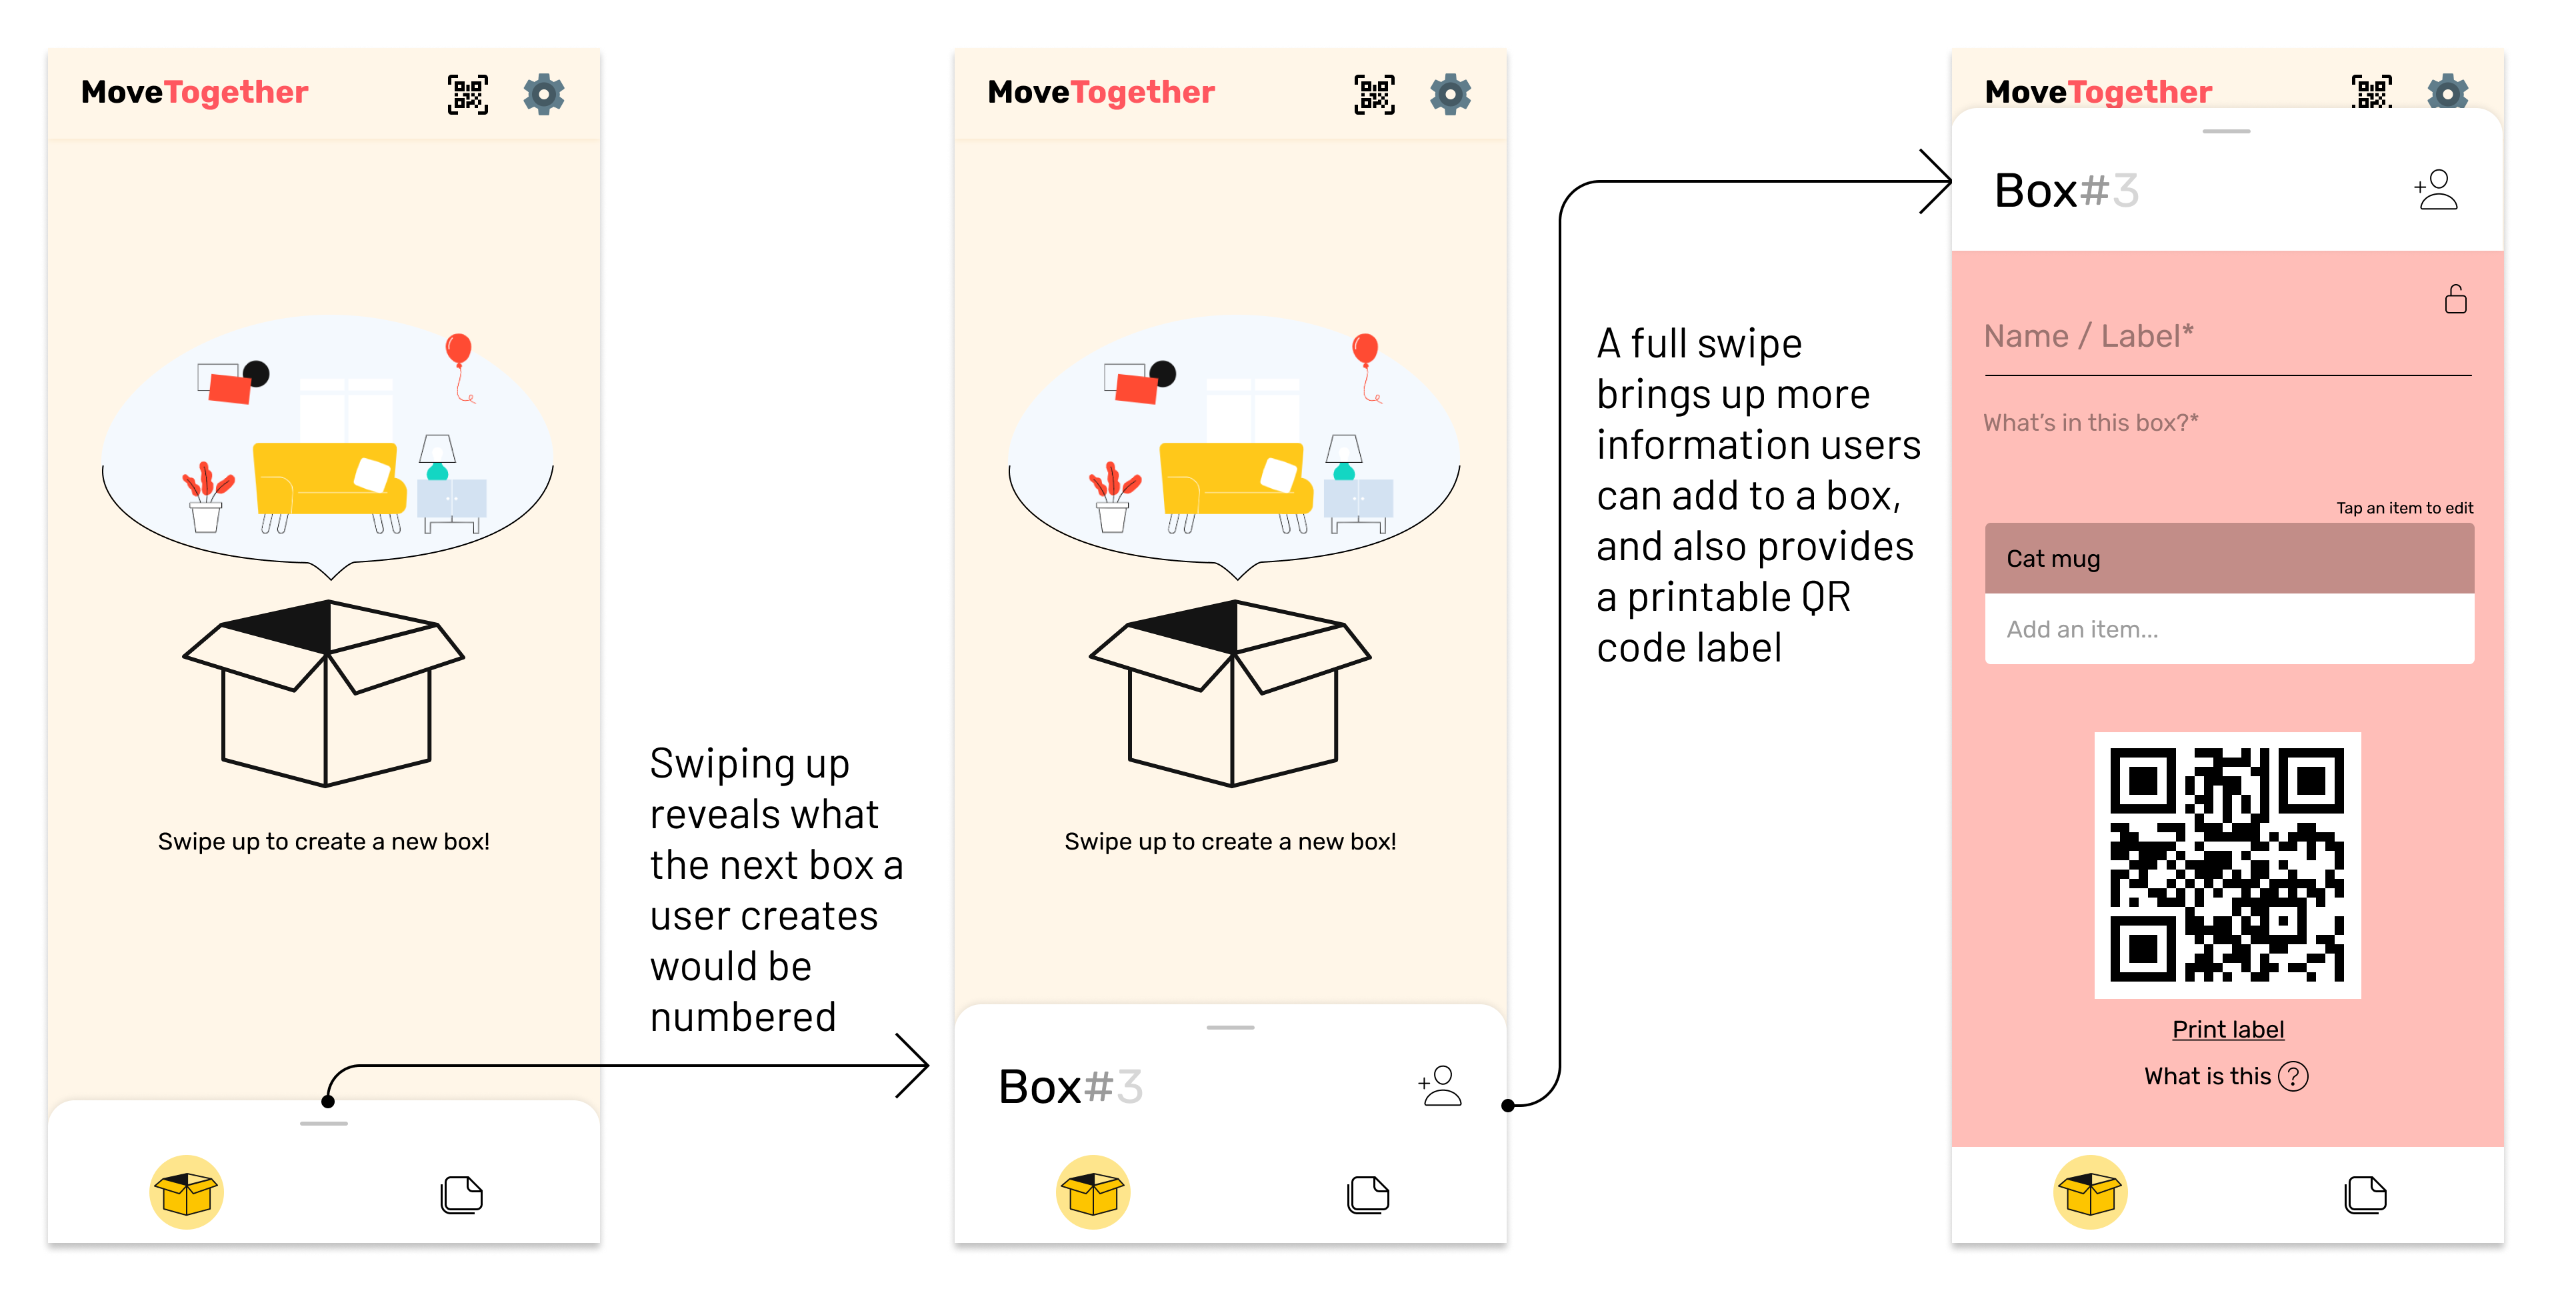 MoveTogether
Swipe up to create a new box!
Swiping up
reveals what
the next box a
user creates
would be
numbered
MoveTogether
Swipe up to create a new box!
Box#3
A full swipe
brings up more
information users
can add to a box,
and also provides
a printable QR
code label
MoveTogether
Box#3
Name / Label*
What's in this box?*
Tap an item to edit
Cat mug
Add an item...
Print label
What is this ?